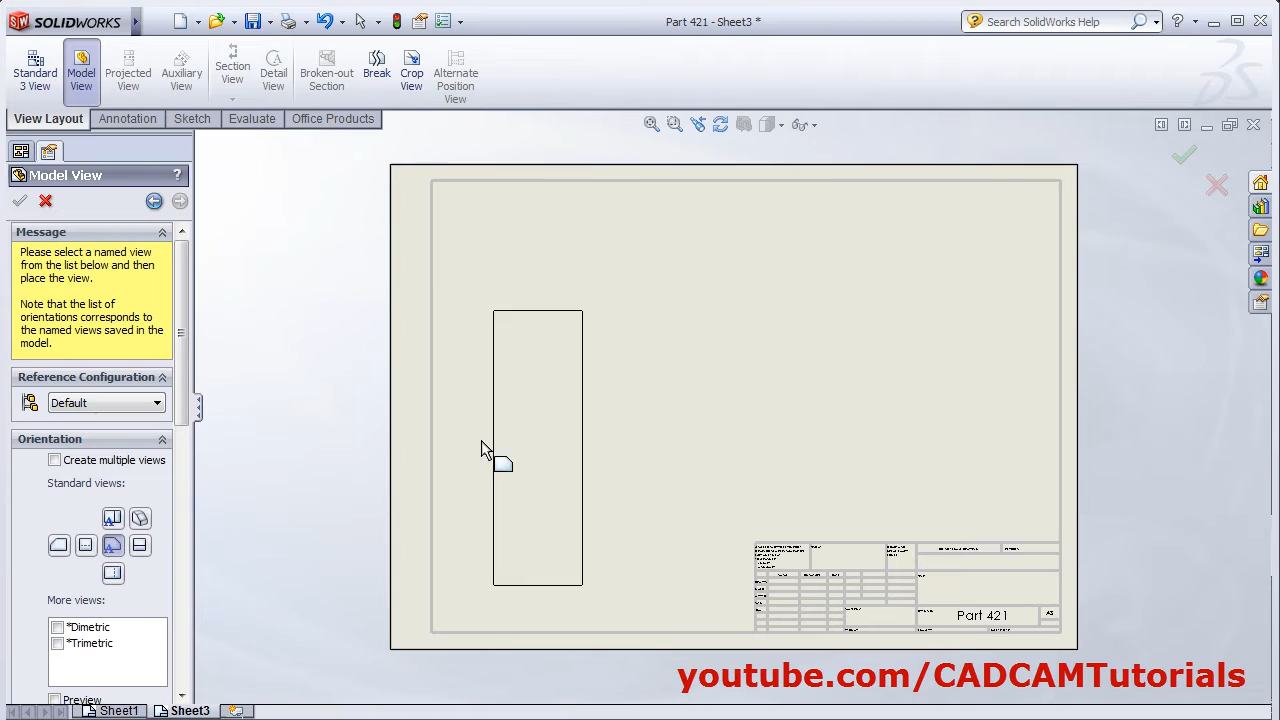 SOLIDWORKS
Part 421 - Sheet3 *
Search SolidWorks Help
Standard 3 View
Model View
Projected View
Auxiliary View
Section View
Detail View
Broken-out Section
Break
Crop View
Alternate Position View
View Layout
Annotation
Sketch
Evaluate
Office Products
Model View
?
Message
Please select a named view
from the list below and then
place the view.
Note that the list of
orientations corresponds to
the named views saved in the
model.
Reference Configuration
Default
Orientation
Create multiple views
Standard views:
More views:
*Dimetric
*Trimetric
Preview
Part 421
A3
Sheet1
Sheet3
youtube.com/CADCAMTutorials